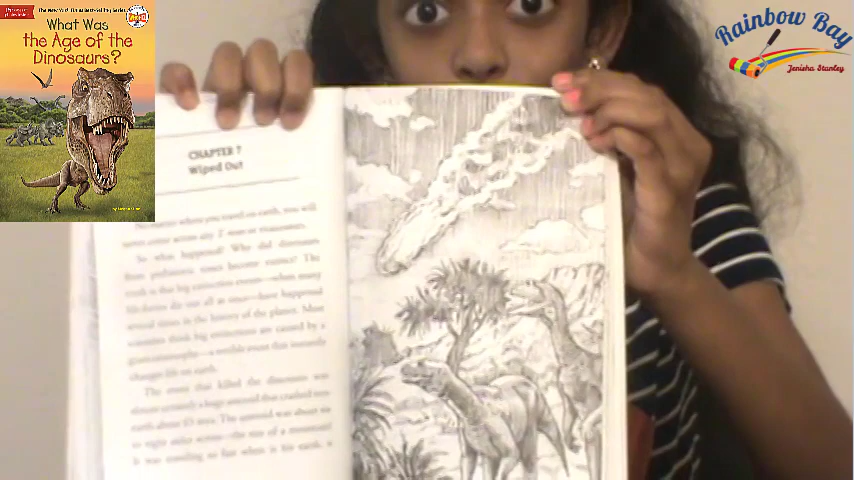 What Was
the Age of the
Dinosaurs?
Rainbow Bay
Jenisha Stanley
CHAPTER 7
Wiped Out
No matter where you travel on earth, you will
never come across any T. rexes or
So what happened? Why did dinosaurs
from prehistoric times become extinct? The
truth is that big extinction events—when many
life-forms die out all at once—have happened
several times in the history of the planet. Most
scientists think big extinctions are caused by a
giant catastrophe—a terrible event that instantly
changes life on earth.
The event that killed the dinosaurs was
almost certainly a huge asteroid that crashed into
earth about 65 mya. The asteroid was about six
to eight miles across—the size of a mountain!
It was traveling so fast when it hit earth, it